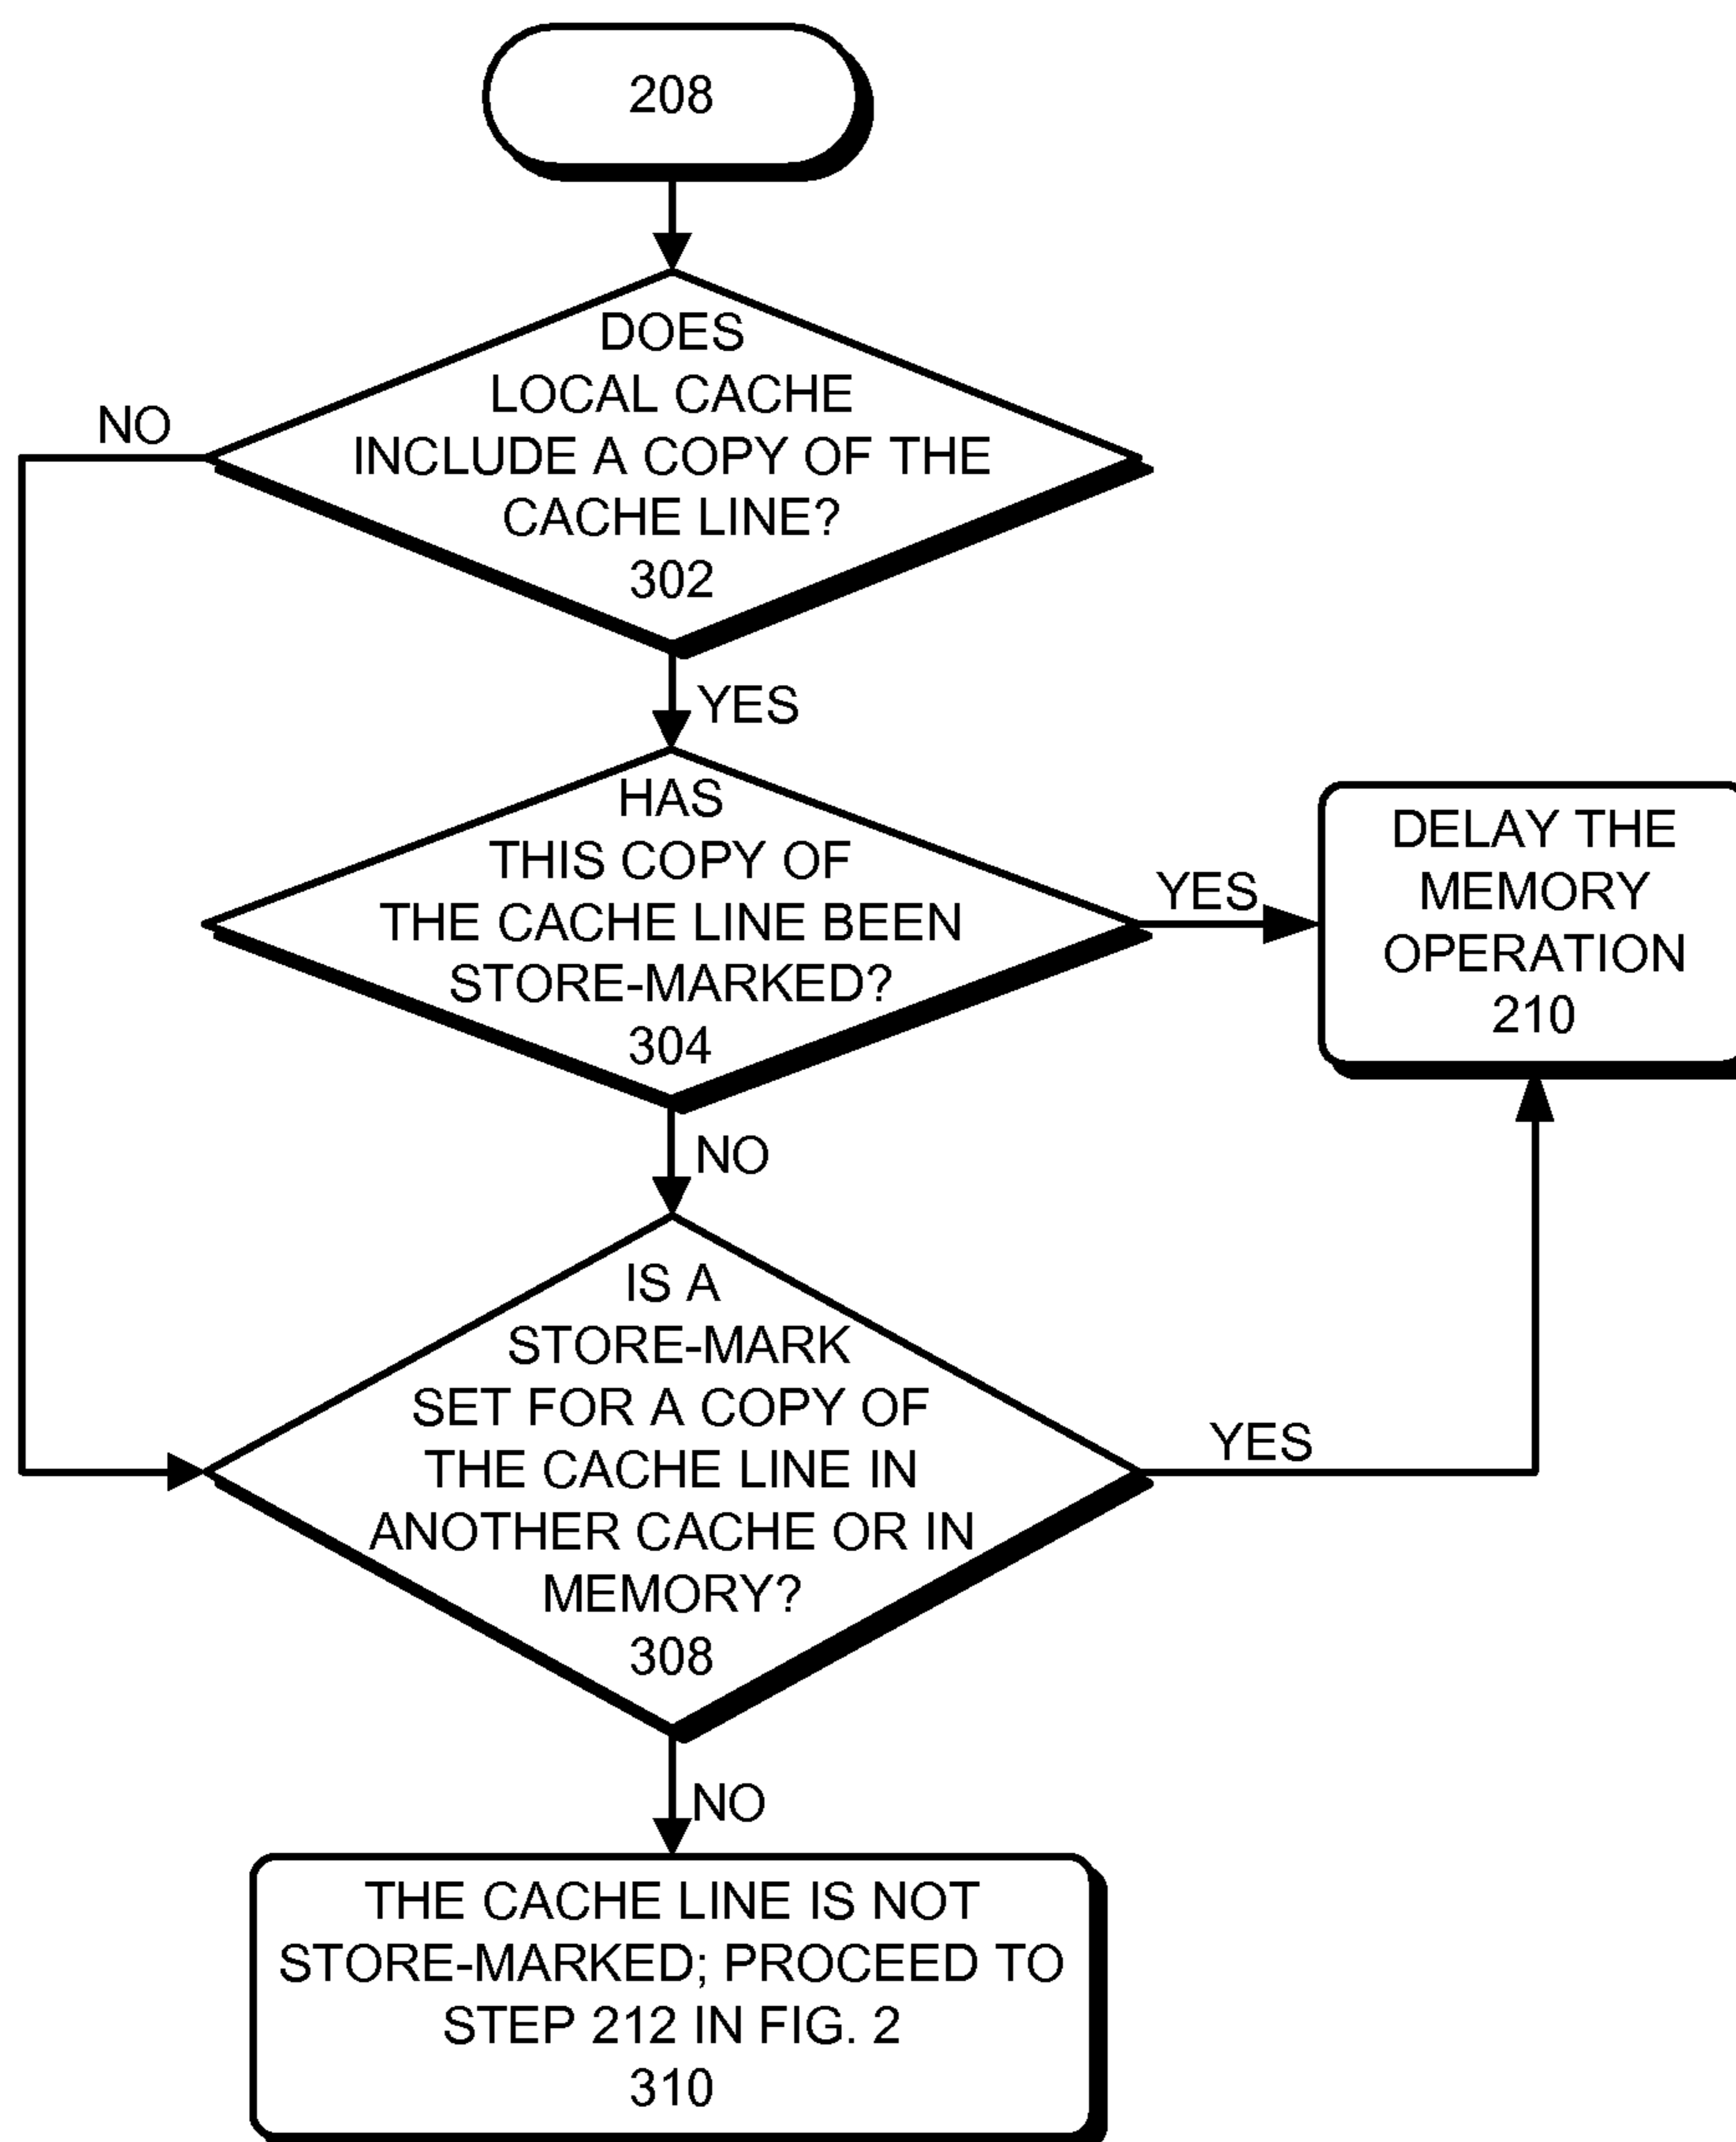 208
DOES
LOCAL CACHE
INCLUDE A COPY OF THE
CACHE LINE?
302
NO
YES
HAS
THIS COPY OF
THE CACHE LINE BEEN
STORE-MARKED?
304
YES
DELAY THE
MEMORY
OPERATION
210
NO
IS A
STORE-MARK
SET FOR A COPY OF
THE CACHE LINE IN
ANOTHER CACHE OR IN
MEMORY?
308
YES
NO
THE CACHE LINE IS NOT
STORE-MARKED; PROCEED TO
STEP 212 IN FIG. 2
310